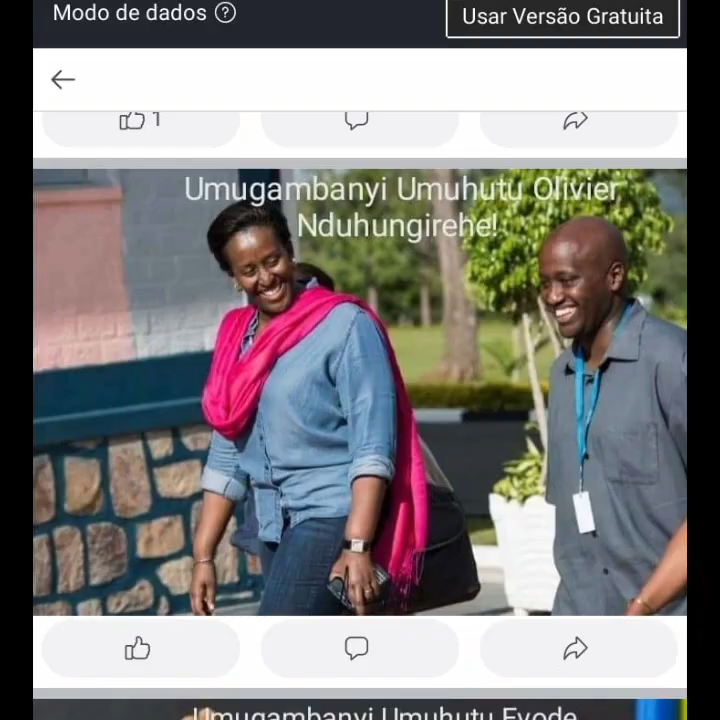 Modo de dados ?
Usar Versão Gratuita
1
Umugambanyi Umuhutu Olivier
Nduhungirehe!
Umugambanyi Umuhutu Evode